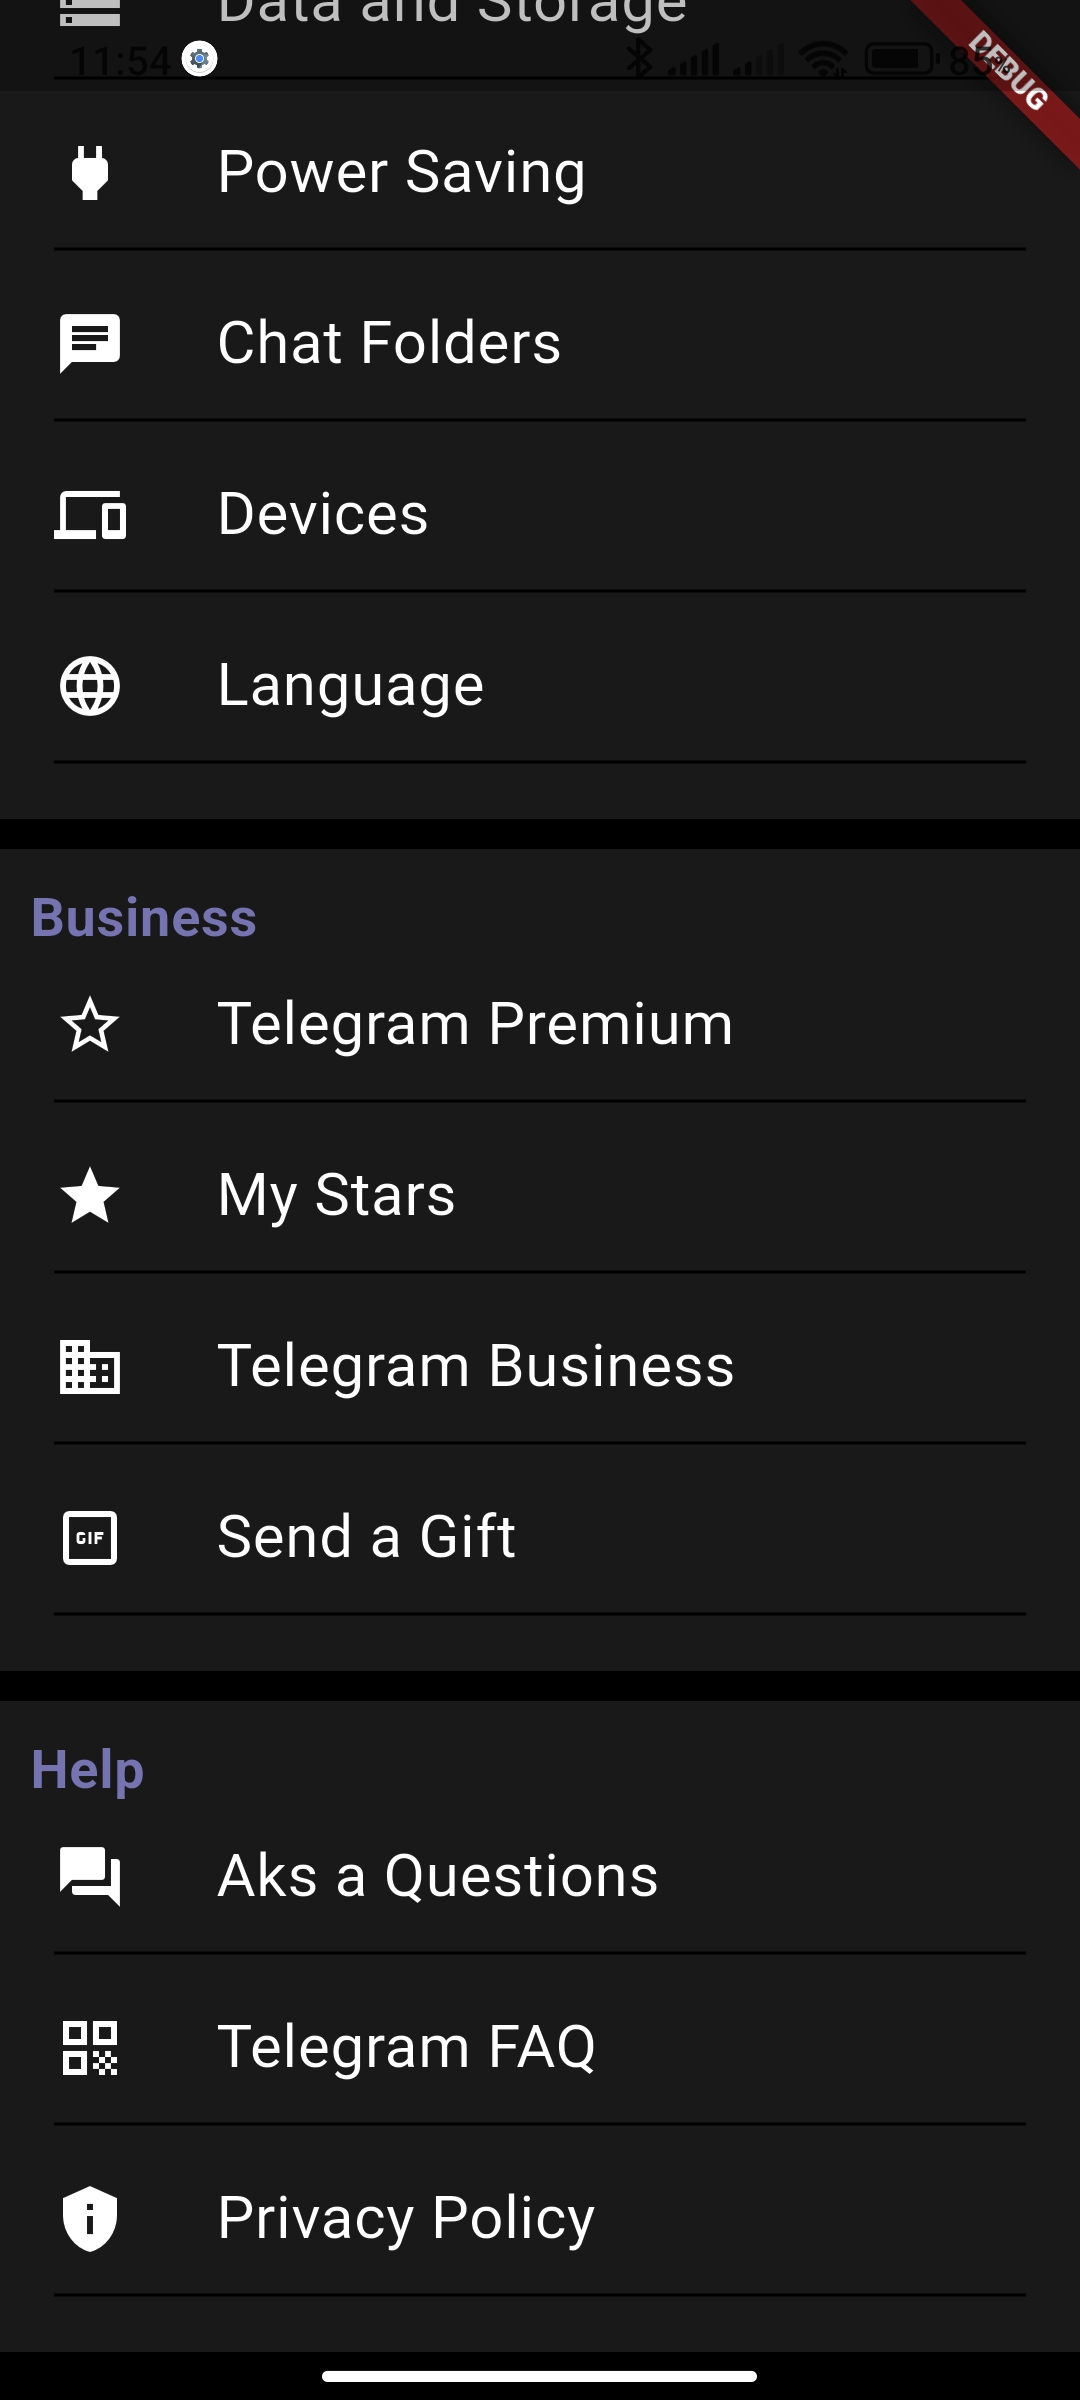 Data and Storage
11:54
DEBUG
Power Saving
Chat Folders
Devices
Language
Business
Telegram Premium
My Stars
Telegram Business
GIF
Send a Gift
Help
Aks a Questions
Telegram FAQ
Privacy Policy